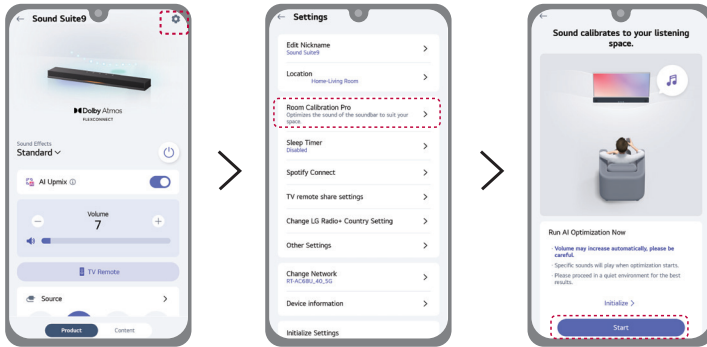 ← Sound Suite9
Dolby Atmos
FLEXCONNECT
Sound Effects
Standard
AI Upmix
Volume
7
TV Remote
Source
Product
Content
← Settings
Edit Nickname
Sound Suite9
Location
Home-Living Room
Room Calibration Pro
Optimizes the sound of the soundbar to suit your
space.
Sleep Timer
Disabled
Spotify Connect
TV remote share settings
Change LG Radio+ Country Setting
Other Settings
Change Network
RT-AC68U_40_5G
Device information
Initialize Settings
←
Sound calibrates to your listening
space.
Run AI Optimization Now
· Volume may increase automatically, please be
careful.
· Specific sounds will play when optimization starts.
· Please proceed in a quiet environment for the best
results.
Initialize >
Start